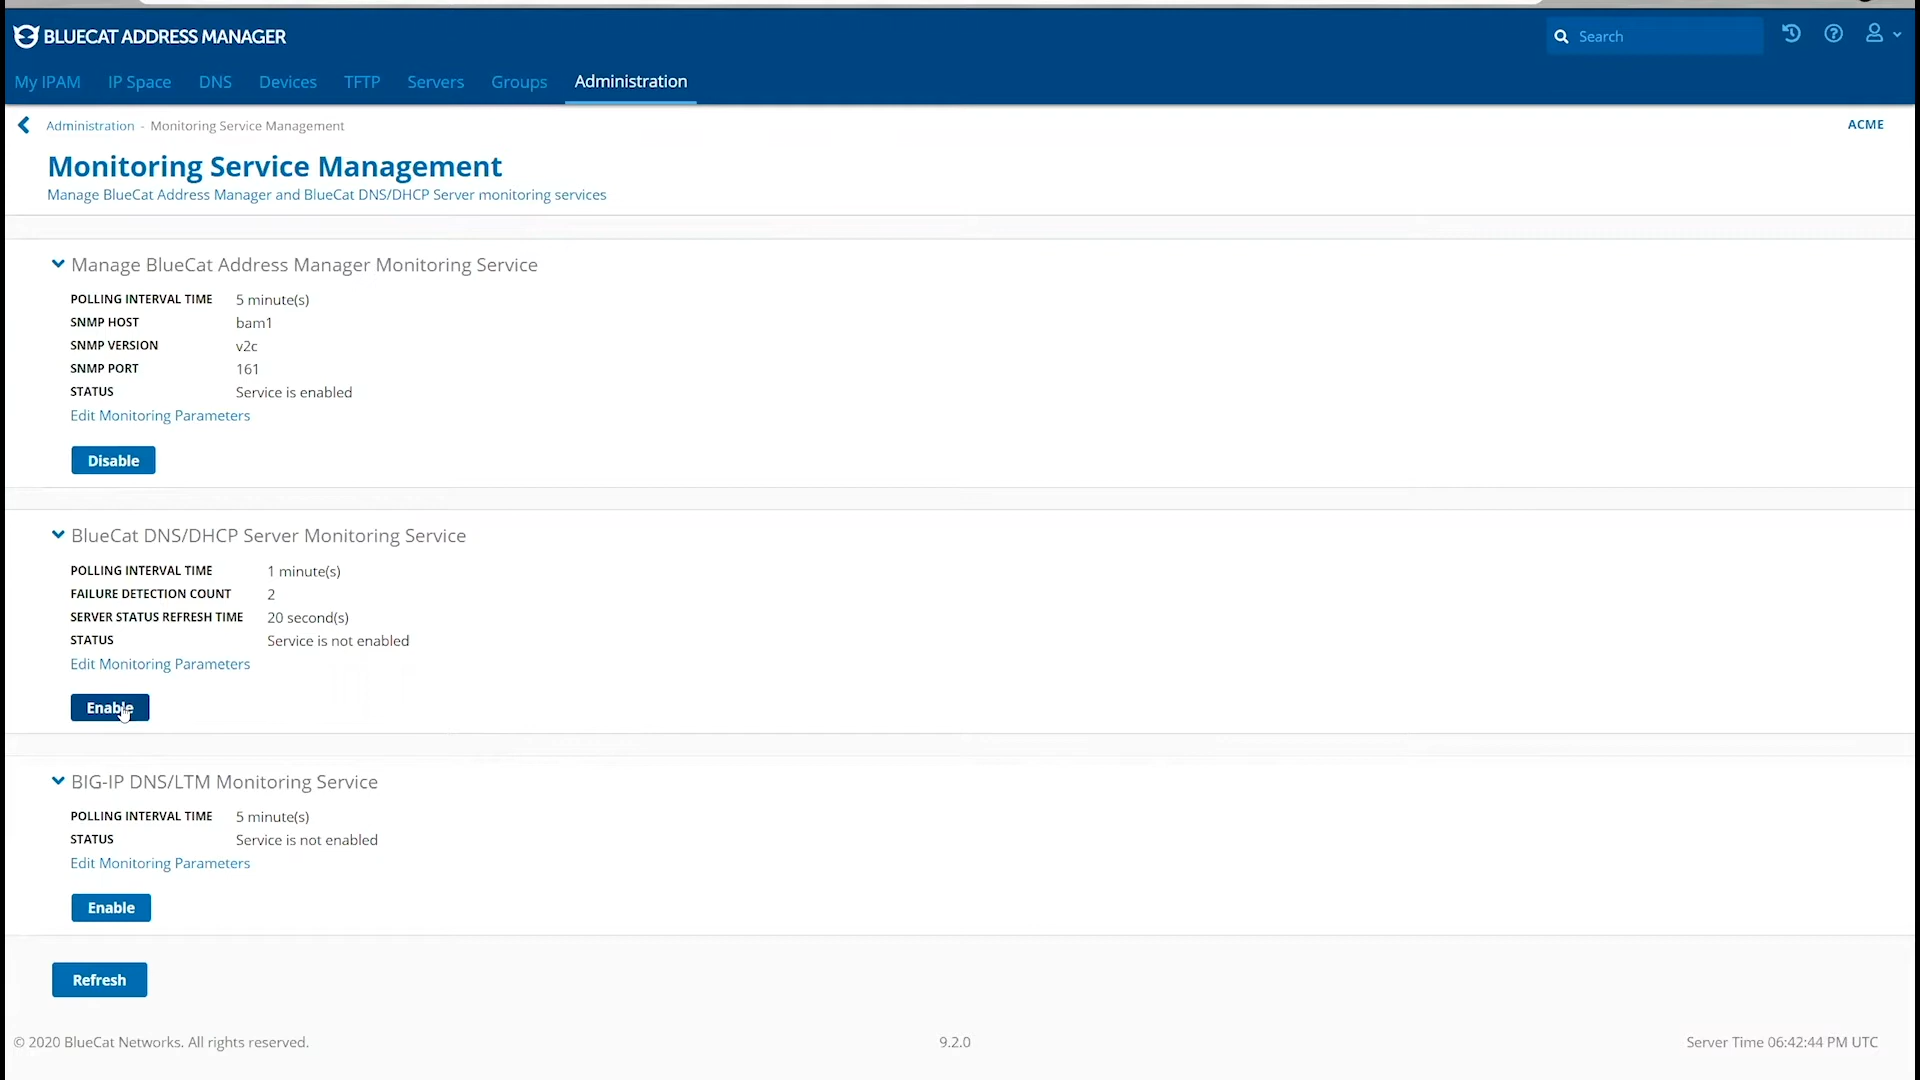 BLUECAT ADDRESS MANAGER
Search
My IPAM IP Space DNS Devices TFTP Servers Groups Administration
Administration - Monitoring Service Management
ACME
Monitoring Service Management
Manage BlueCat Address Manager and BlueCat DNS/DHCP Server monitoring services
Manage BlueCat Address Manager Monitoring Service
POLLING INTERVAL TIME 5 minute(s)
SNMP HOST bam1
SNMP VERSION v2c
SNMP PORT 161
STATUS Service is enabled
Edit Monitoring Parameters
Disable
BlueCat DNS/DHCP Server Monitoring Service
POLLING INTERVAL TIME 1 minute(s)
FAILURE DETECTION COUNT 2
SERVER STATUS REFRESH TIME 20 second(s)
STATUS Service is not enabled
Edit Monitoring Parameters
Enable
BIG-IP DNS/LTM Monitoring Service
POLLING INTERVAL TIME 5 minute(s)
STATUS Service is not enabled
Edit Monitoring Parameters
Enable
Refresh
© 2020 BlueCat Networks. All rights reserved. 9.2.0 Server Time 06:42:44 PM UTC